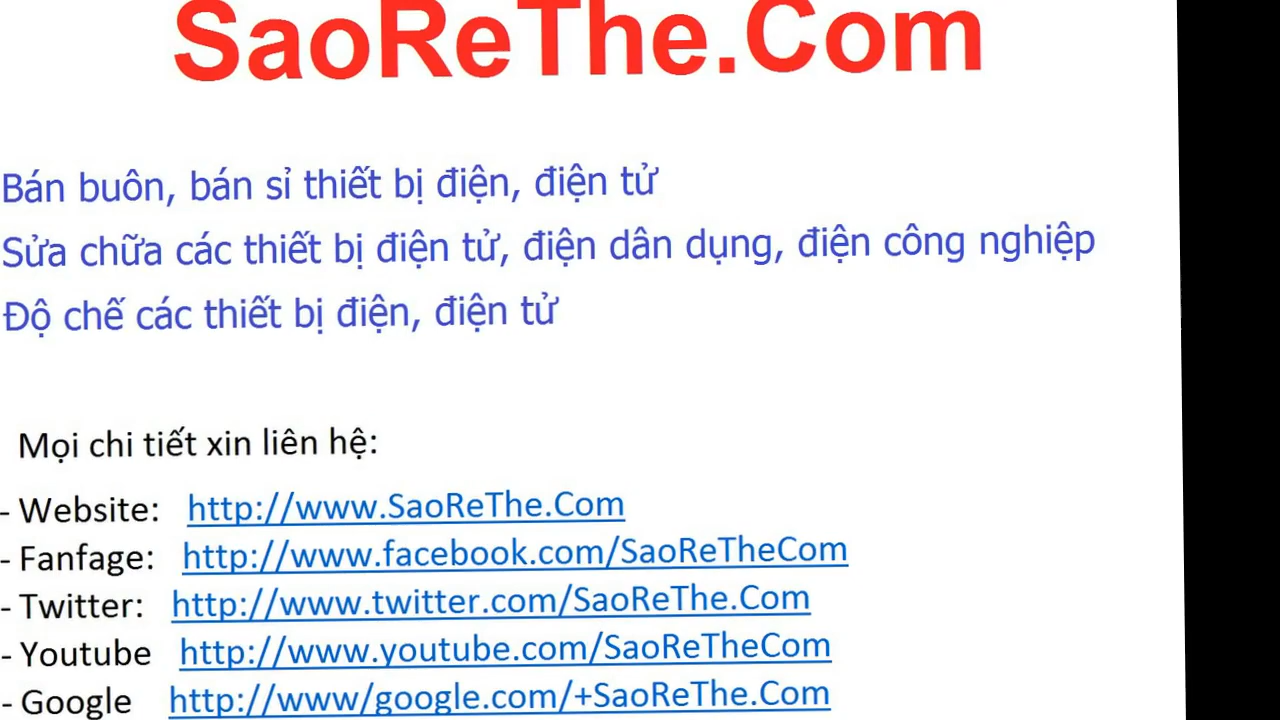 SaoReThe.Com
Bán buôn, bán sỉ thiết bị điện, điện tử
Sửa chữa các thiết bị điện tử, điện dân dụng, điện công nghiệp
Độ chế các thiết bị điện, điện tử
Mọi chi tiết xin liên hệ:
- Website: http://www.SaoReThe.Com
- Fanfage: http://www.facebook.com/SaoReTheCom
- Twitter: http://www.twitter.com/SaoReThe.Com
- Youtube http://www.youtube.com/SaoReTheCom
- Google http://www/google.com/+SaoReThe.Com